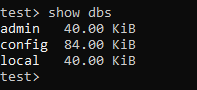 test> show dbs
admin   40.00 KiB
config  84.00 KiB
local   40.00 KiB
test>